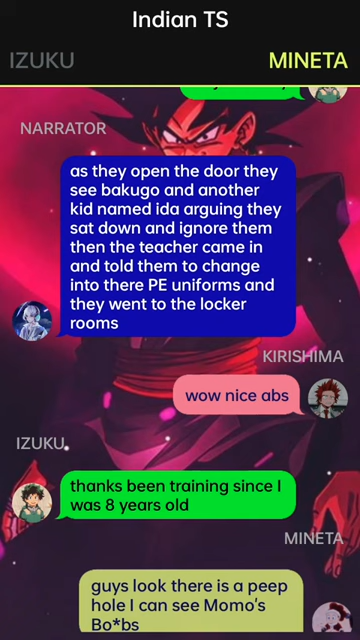 Indian TS
IZUKU
MINETA
NARRATOR
as they open the door they
see bakugo and another
kid named ida arguing they
sat down and ignore them
then the teacher came in
and told them to change
into there PE uniforms and
they went to the locker
rooms
KIRISHIMA
wow nice abs
IZUKU
thanks been training since I
was 8 years old
MINETA
guys look there is a peep
hole I can see Momo's
Bo*bs